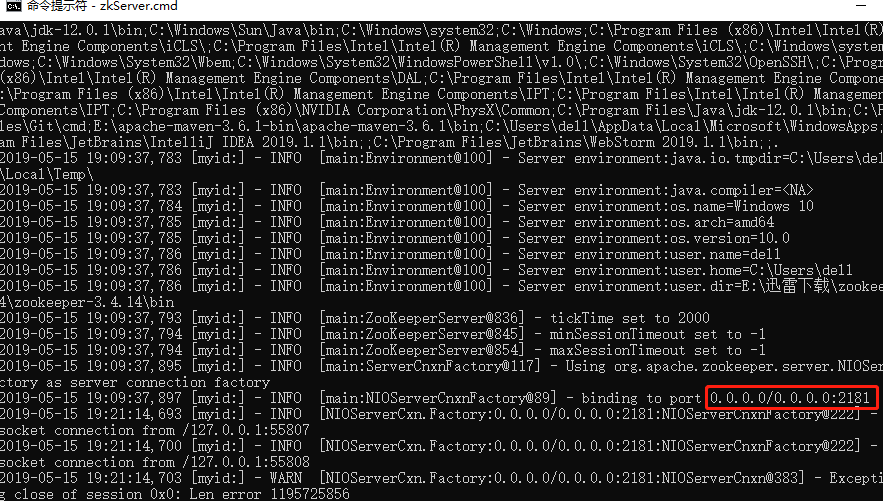 命令提示符 - zkServer.cmd
ava\jdk-12.0.1\bin;C:\Windows\Sun\Java\bin;C:\Windows\system32;C:\Windows;C:\Program Files (x86)\Intel\Intel(R)
nt Engine Components\iCLS\;C:\Program Files\Intel\Intel(R) Management Engine Components\iCLS\;C:\Windows\system
dows;C:\Windows\System32\Wbem;C:\Windows\System32\WindowsPowerShell\v1.0\;C:\Windows\System32\OpenSSH\;C:\Progra
(x86)\Intel\Intel(R) Management Engine Components\DAL;C:\Program Files\Intel\Intel(R) Management Engine Componen
:\Program Files (x86)\Intel\Intel(R) Management Engine Components\IPT;C:\Program Files\Intel\Intel(R) Managemen
Components\IPT;C:\Program Files (x86)\NVIDIA Corporation\PhysX\Common;C:\Program Files\Java\jdk-12.0.1\bin;C:\P
les\Git\cmd;E:\apache-maven-3.6.1-bin\apache-maven-3.6.1\bin;C:\Users\dell\AppData\Local\Microsoft\WindowsApps;
am Files\JetBrains\IntelliJ IDEA 2019.1.1\bin;;C:\Program Files\JetBrains\WebStorm 2019.1.1\bin;;.
2019-05-15 19:09:37,783 [myid:] - INFO  [main:Environment@100] - Server environment:java.io.tmpdir=C:\Users\del
\Local\Temp\
2019-05-15 19:09:37,783 [myid:] - INFO  [main:Environment@100] - Server environment:java.compiler=<NA>
2019-05-15 19:09:37,784 [myid:] - INFO  [main:Environment@100] - Server environment:os.name=Windows 10
2019-05-15 19:09:37,785 [myid:] - INFO  [main:Environment@100] - Server environment:os.arch=amd64
2019-05-15 19:09:37,785 [myid:] - INFO  [main:Environment@100] - Server environment:os.version=10.0
2019-05-15 19:09:37,786 [myid:] - INFO  [main:Environment@100] - Server environment:user.name=dell
2019-05-15 19:09:37,786 [myid:] - INFO  [main:Environment@100] - Server environment:user.home=C:\Users\dell
2019-05-15 19:09:37,786 [myid:] - INFO  [main:Environment@100] - Server environment:user.dir=E:\迅雷下载\zookee
4\zookeeper-3.4.14\bin
2019-05-15 19:09:37,793 [myid:] - INFO  [main:ZooKeeperServer@836] - tickTime set to 2000
2019-05-15 19:09:37,794 [myid:] - INFO  [main:ZooKeeperServer@845] - minSessionTimeout set to -1
2019-05-15 19:09:37,794 [myid:] - INFO  [main:ZooKeeperServer@854] - maxSessionTimeout set to -1
2019-05-15 19:09:37,895 [myid:] - INFO  [main:ServerCnxnFactory@117] - Using org.apache.zookeeper.server.NIOSer
ctory as server connection factory
2019-05-15 19:09:37,897 [myid:] - INFO  [main:NIOServerCnxnFactory@89] - binding to port 0.0.0.0/0.0.0.0:2181
2019-05-15 19:21:14,693 [myid:] - INFO  [NIOServerCxn.Factory:0.0.0.0/0.0.0.0:2181:NIOServerCnxnFactory@222] -
socket connection from /127.0.0.1:55807
2019-05-15 19:21:14,700 [myid:] - INFO  [NIOServerCxn.Factory:0.0.0.0/0.0.0.0:2181:NIOServerCnxnFactory@222] -
socket connection from /127.0.0.1:55808
2019-05-15 19:21:14,703 [myid:] - WARN  [NIOServerCxn.Factory:0.0.0.0/0.0.0.0:2181:NIOServerCnxn@383] - Excepti
g close of session 0x0: Len error 1195725856